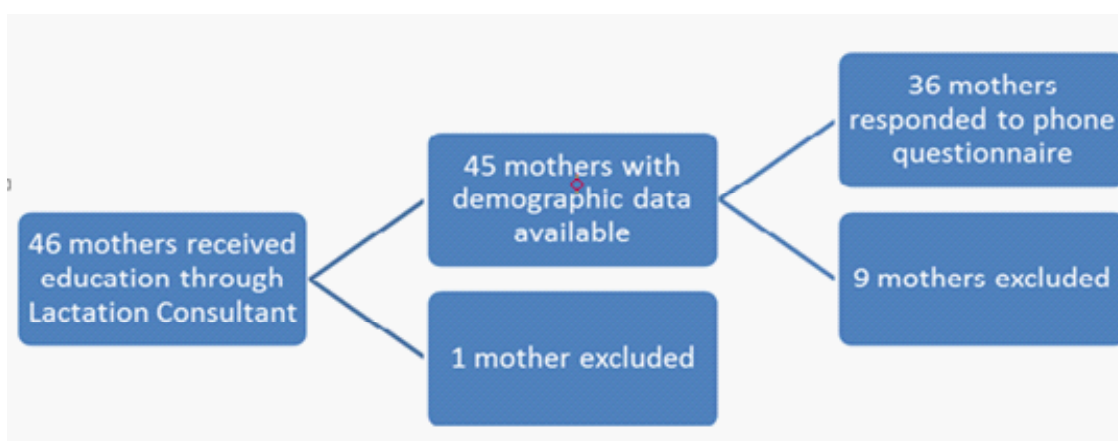 46 mothers received
education through
Lactation Consultant
45 mothers with
demographic data
available
1 mother excluded
36 mothers
responded to phone
questionnaire
9 mothers excluded